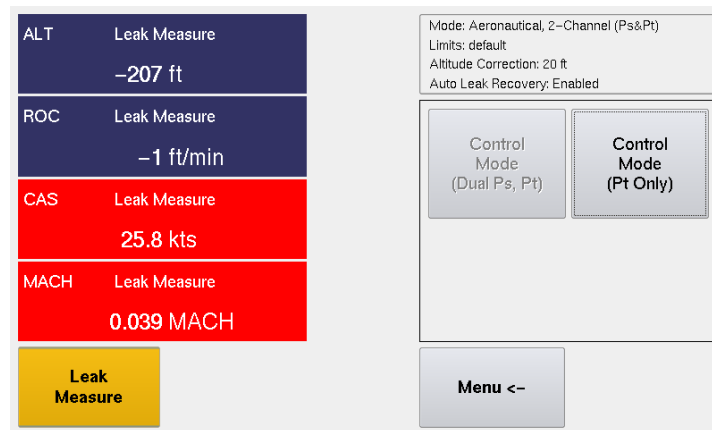 ALT Leak Measure
−207 ft
ROC Leak Measure
−1 ft/min
CAS Leak Measure
25.8 kts
MACH Leak Measure
0.039 MACH
Leak
Measure
Mode: Aeronautical, 2−Channel (Ps&Pt)
Limits: default
Altitude Correction: 20 ft
Auto Leak Recovery: Enabled
Control
Mode
(Dual Ps, Pt)
Control
Mode
(Pt Only)
Menu <−